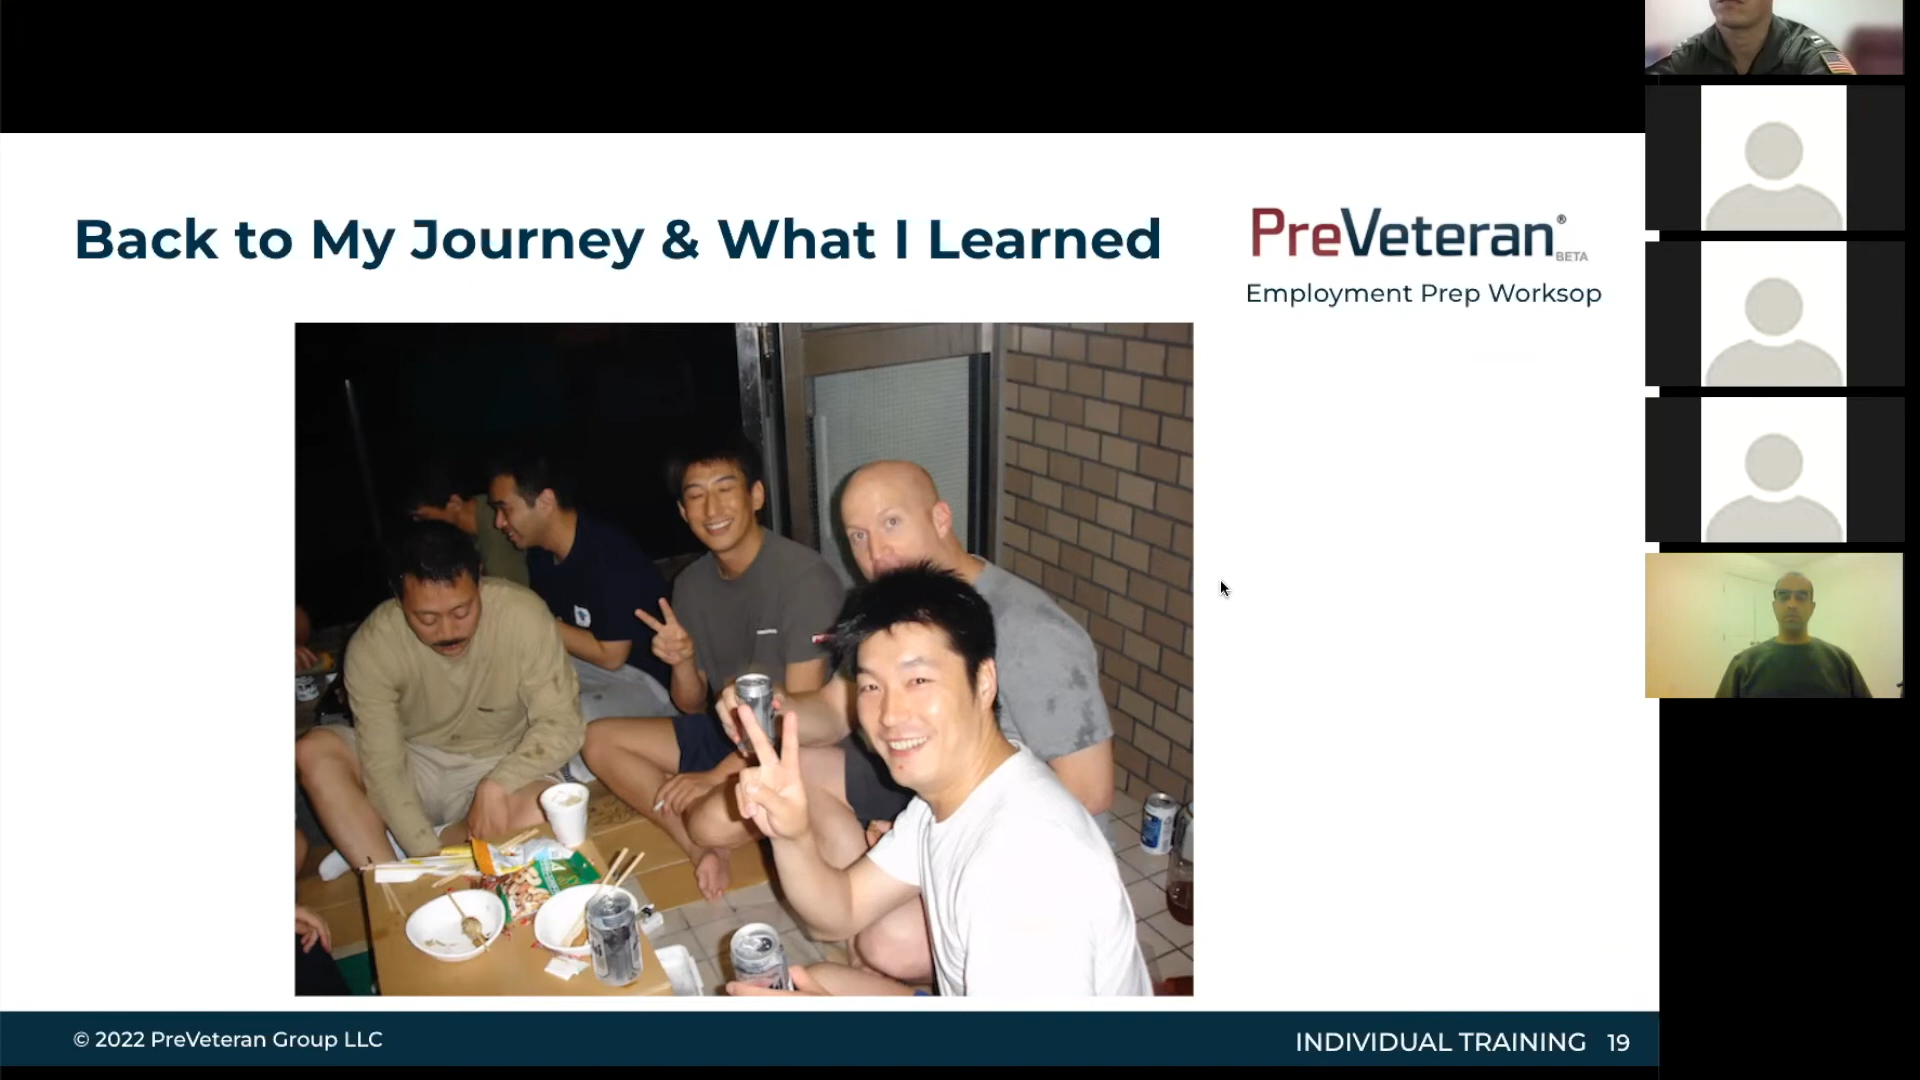 Back to My Journey & What I Learned
PreVeteran®
BETA
Employment Prep Worksop
© 2022 PreVeteran Group LLC
INDIVIDUAL TRAINING 19